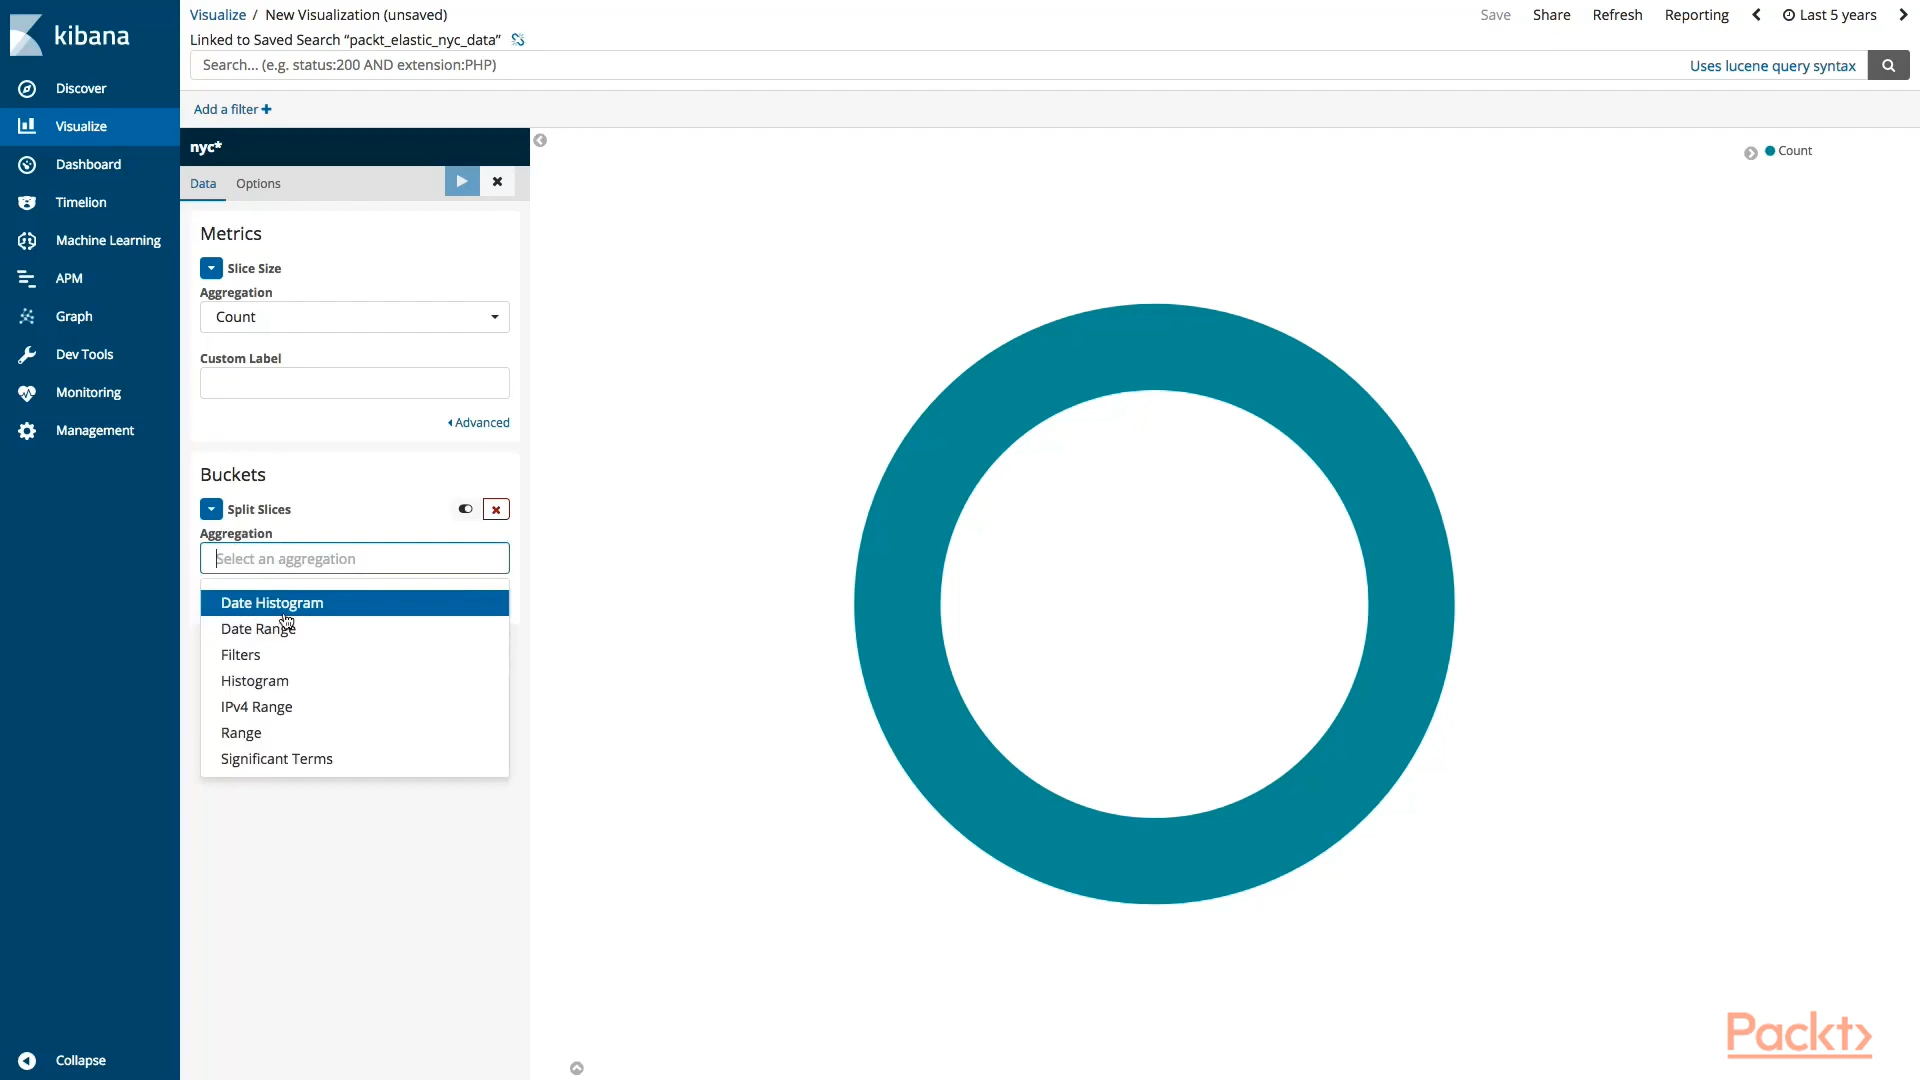 kibana
Discover
Visualize
Dashboard
Timelion
Machine Learning
APM
Graph
Dev Tools
Monitoring
Management
Collapse
Visualize / New Visualization (unsaved)
Save Share Refresh Reporting Last 5 years
Linked to Saved Search “packt_elastic_nyc_data”
Search... (e.g. status:200 AND extension:PHP)
Uses lucene query syntax
Add a filter
nyc*
Data Options
Metrics
Slice Size
Aggregation
Count
Custom Label
Advanced
Buckets
Split Slices
Aggregation
Select an aggregation
Date Histogram
Date Range
Filters
Histogram
IPv4 Range
Range
Significant Terms
Count
Packt